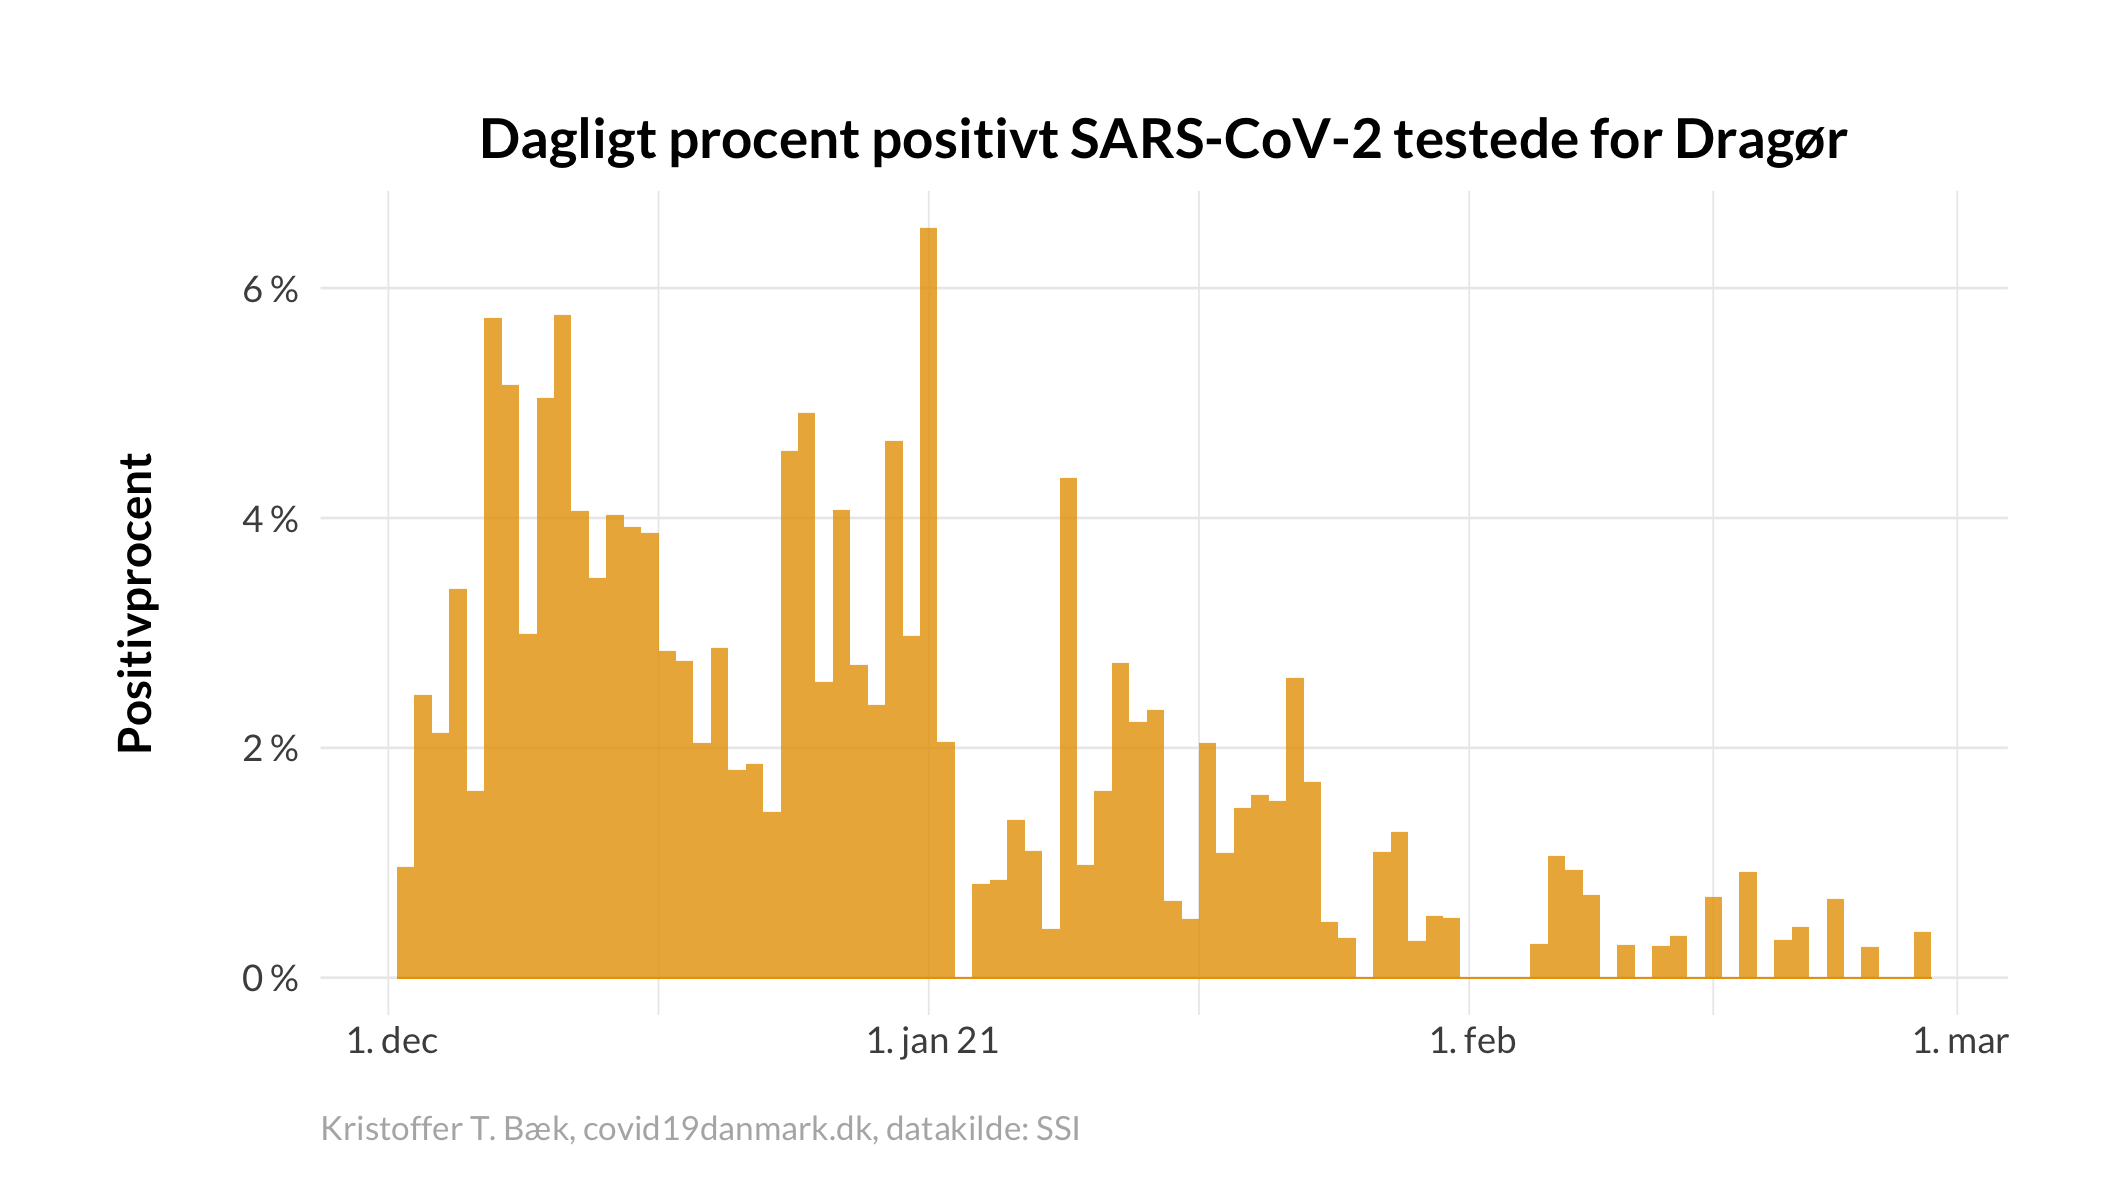 Dagligt procent positivt SARS-CoV-2 testede for Dragør
Positivprocent
6 %
4 %
2 %
0 %
1. dec
1. jan 21
1. feb
1. mar
Kristoffer T. Bæk, covid19danmark.dk, datakilde: SSI